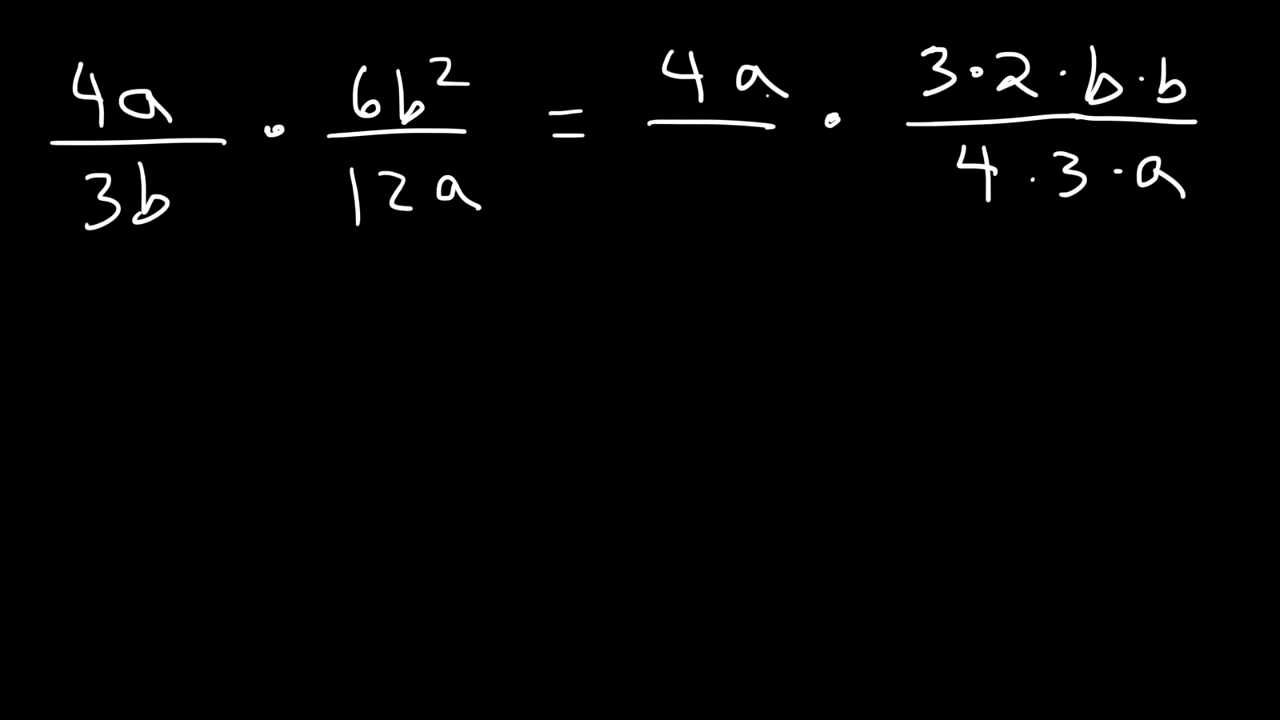 4a/3b · 6b² / 12a = 4a/ · 3·2·b·b / 4·3·a